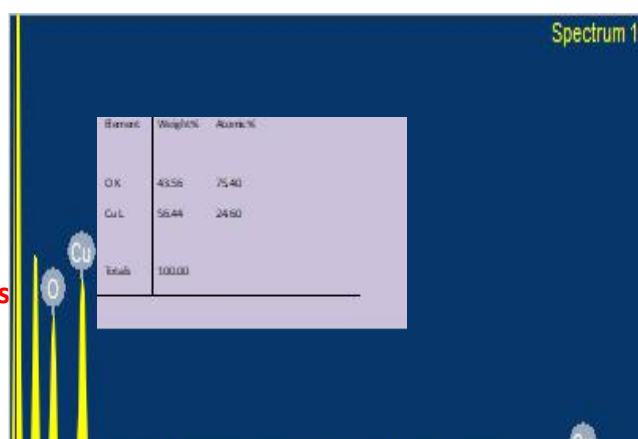 Spectrum 1
Element Weight% Atomic%
O K 43.56 75.40
Cu L 56.44 24.60
Totals 100.00
Cu
O
s